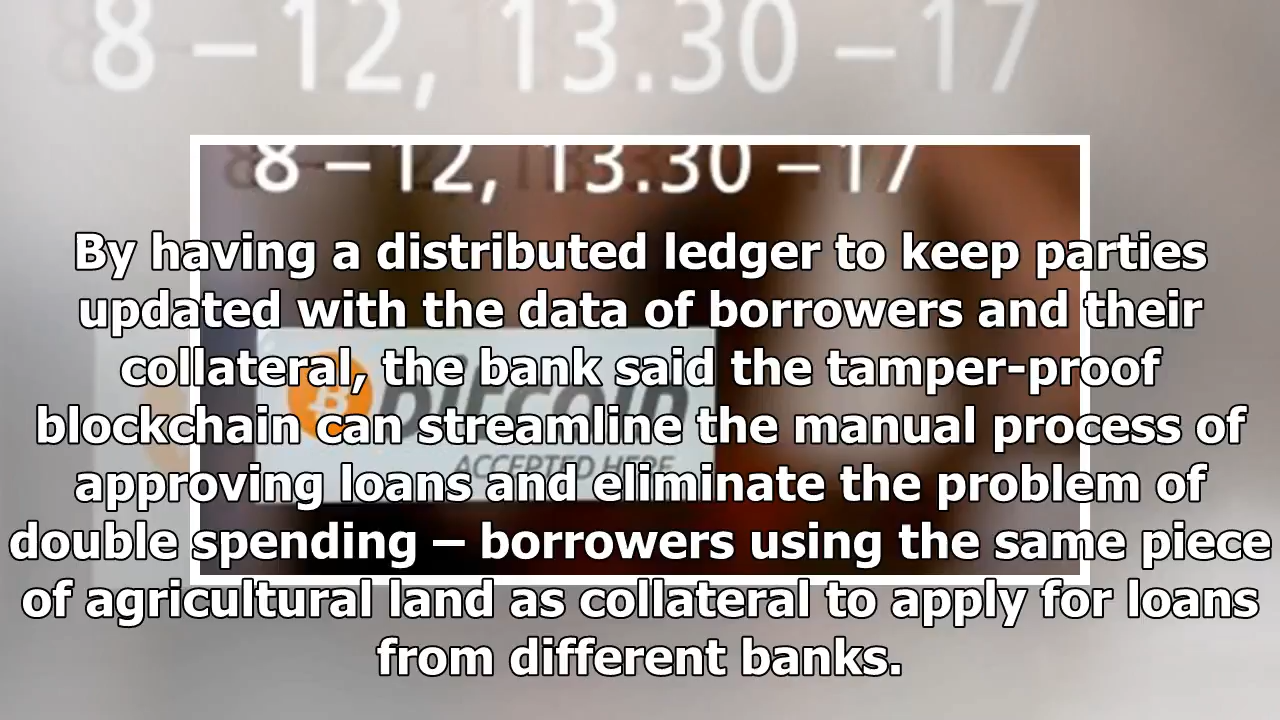 8 – 12, 13.30 – 17
8 – 12, 13.30 – 17
By having a distributed ledger to keep parties
updated with the data of borrowers and their
collateral, the bank said the tamper-proof
blockchain can streamline the manual process of
approving loans and eliminate the problem of
double spending – borrowers using the same piece
of agricultural land as collateral to apply for loans
from different banks.
bitcoin
ACCEPTED HERE